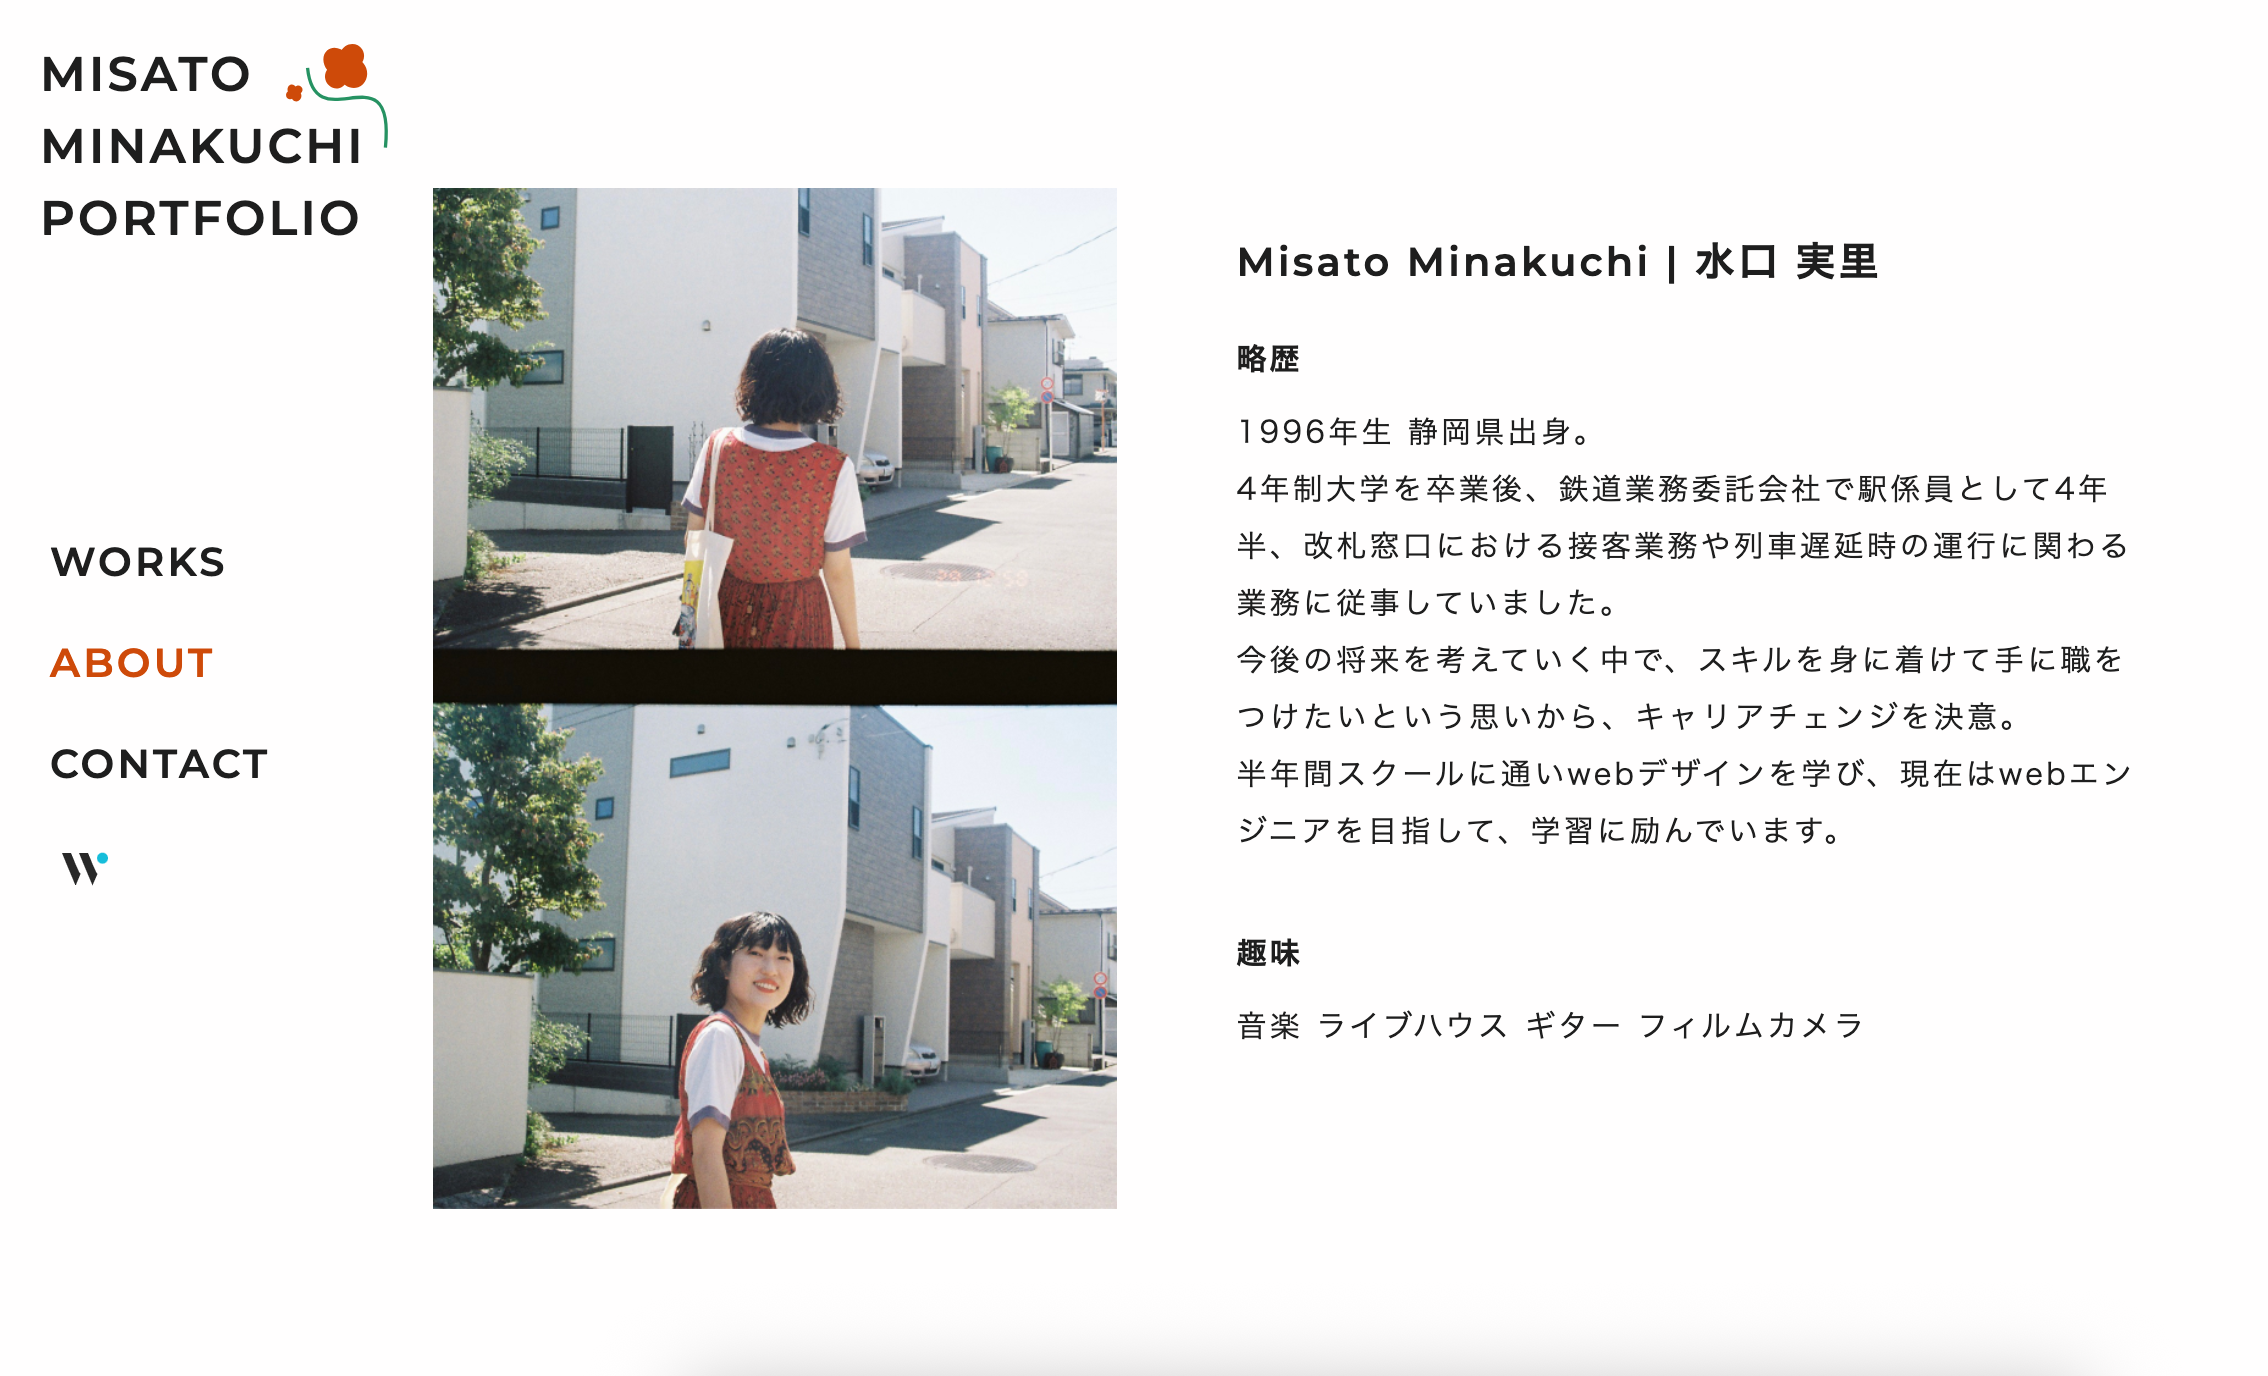 MISATO
MINAKUCHI
PORTFOLIO
WORKS
ABOUT
CONTACT
W
Misato Minakuchi | 水口 実里
略歴
1996年生 静岡県出身。
4年制大学を卒業後、鉄道業務委託会社で駅係員として4年
半、改札窓口における接客業務や列車遅延時の運行に関わる
業務に従事していました。
今後の将来を考えていく中で、スキルを身に着けて手に職を
つけたいという思いから、キャリアチェンジを決意。
半年間スクールに通いwebデザインを学び、現在はwebエン
ジニアを目指して、学習に励んでいます。
趣味
音楽 ライブハウス ギター フィルムカメラ